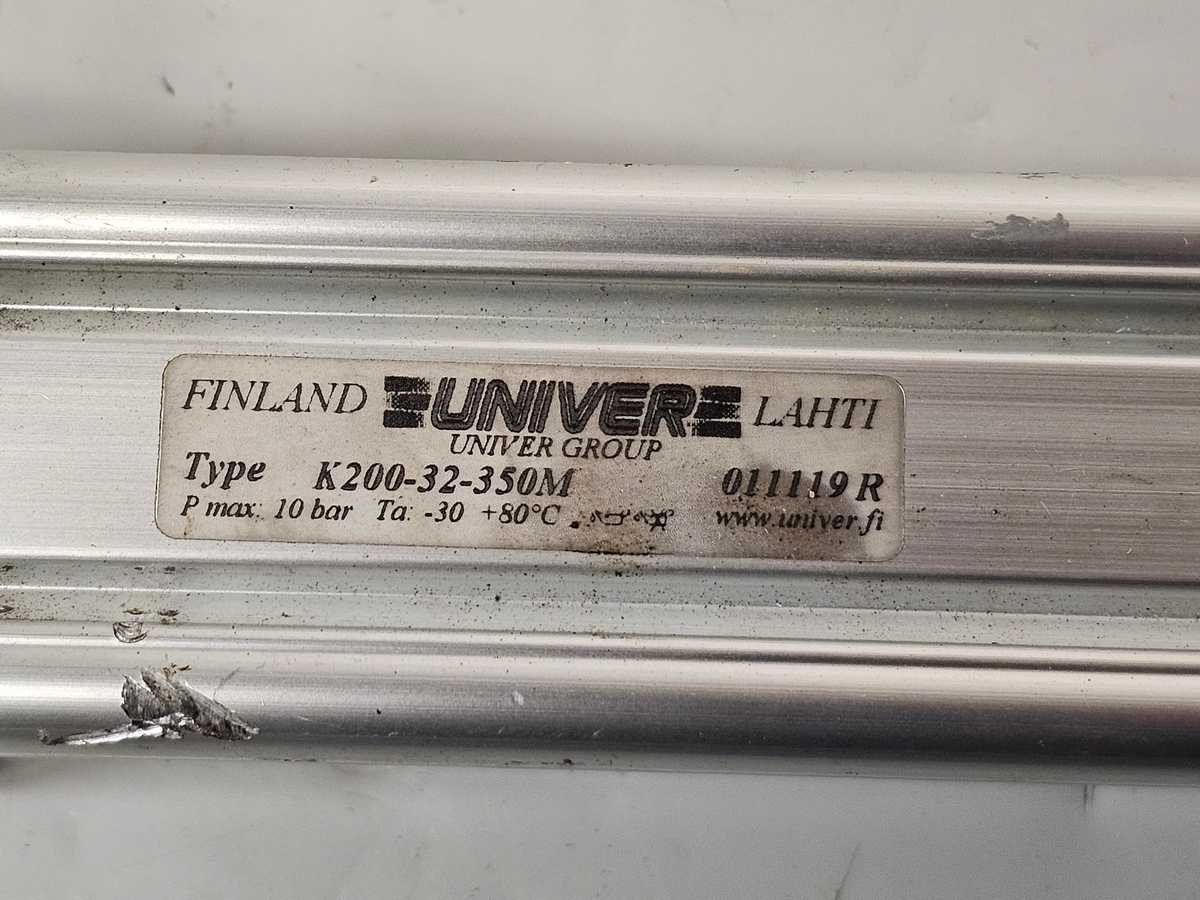 FINLAND UNIVER LAHTI
UNIVER GROUP
Type K200-32-350M 011119 R
P max: 10 bar Ta: -30 +80°C www.univer.fi